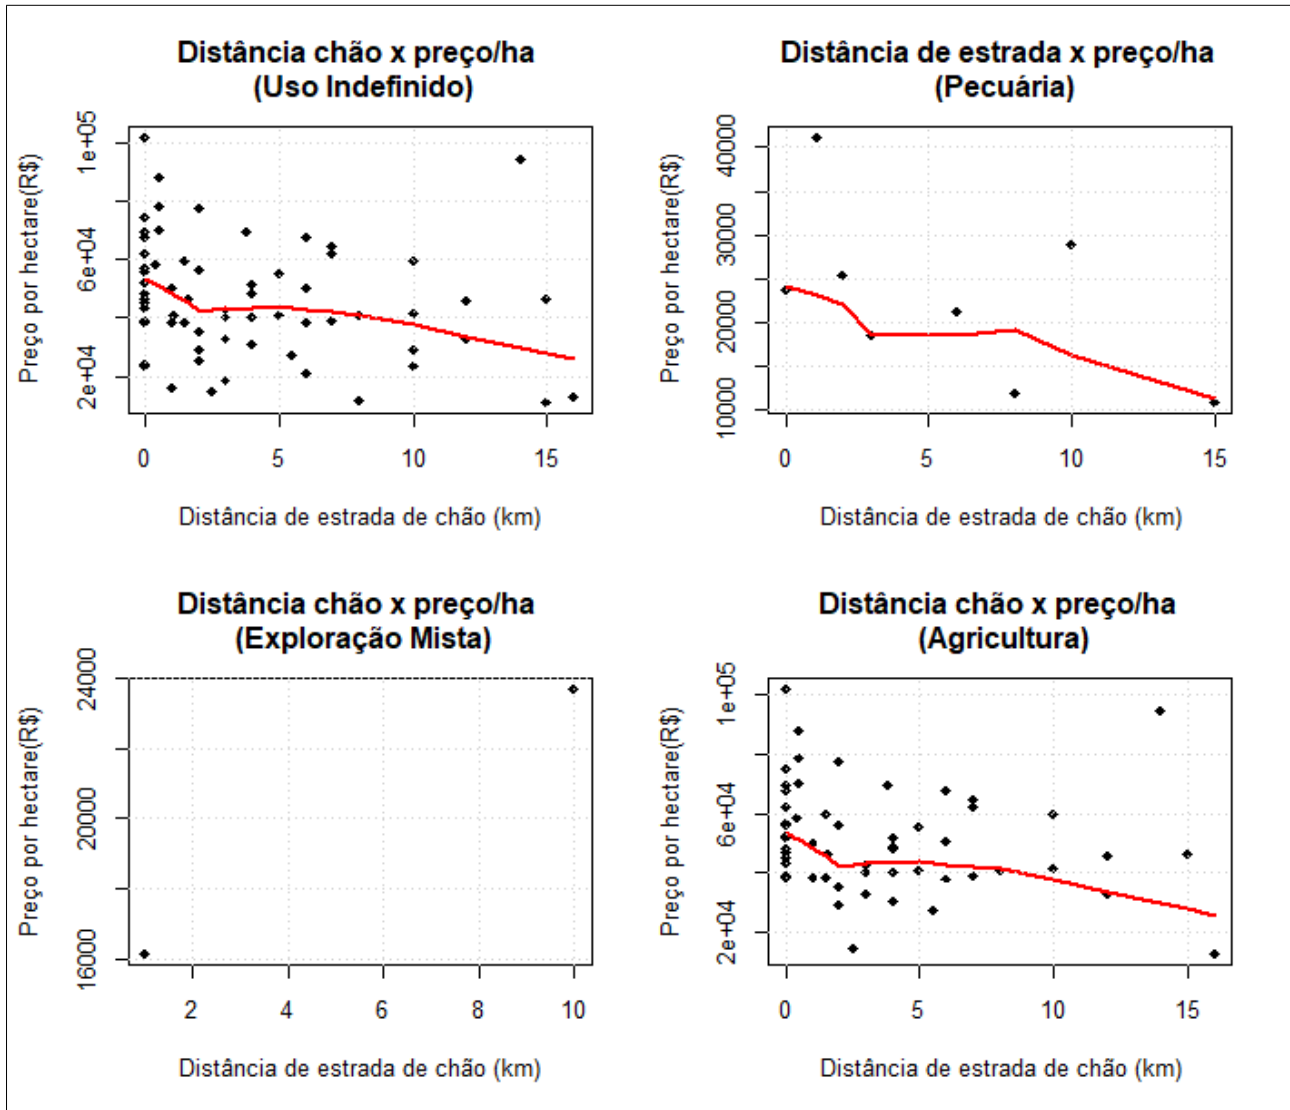 Distância chão x preço/ha
(Uso Indefinido)
Preço por hectare(R$)
1e+05
6e+04
2e+04
0 5 10 15
Distância de estrada de chão (km)
Distância de estrada x preço/ha
(Pecuária)
Preço por hectare(R$)
40000
30000
20000
10000
0 5 10 15
Distância de estrada de chão (km)
Distância chão x preço/ha
(Exploração Mista)
Preço por hectare(R$)
24000
20000
16000
2 4 6 8 10
Distância de estrada de chão (km)
Distância chão x preço/ha
(Agricultura)
Preço por hectare(R$)
1e+05
6e+04
2e+04
0 5 10 15
Distância de estrada de chão (km)